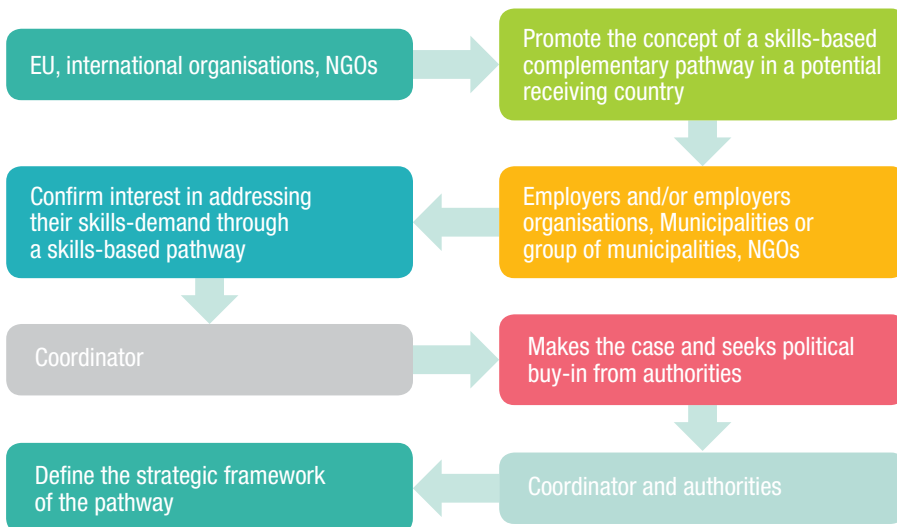 EU, international organisations, NGOs
Promote the concept of a skills-based
complementary pathway in a potential
receiving country
Employers and/or employers
organisations, Municipalities or
group of municipalities, NGOs
Confirm interest in addressing
their skills-demand through
a skills-based pathway
Coordinator
Makes the case and seeks political
buy-in from authorities
Coordinator and authorities
Define the strategic framework
of the pathway